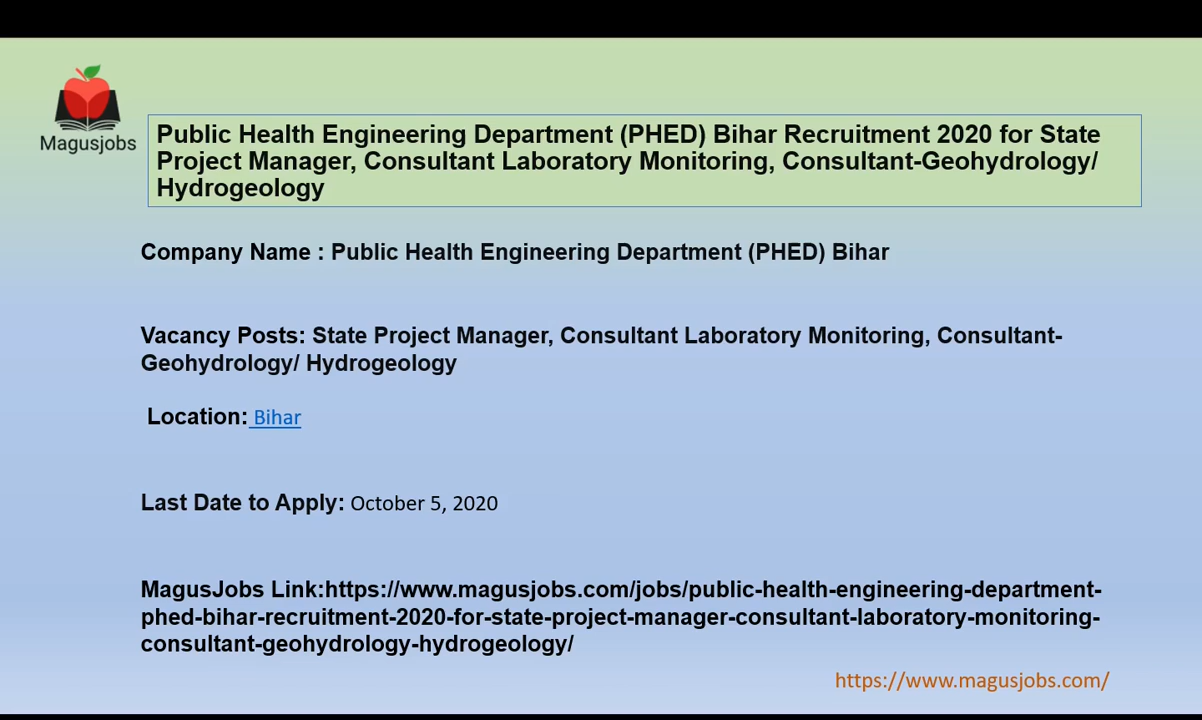 Magusjobs
Public Health Engineering Department (PHED) Bihar Recruitment 2020 for State
Project Manager, Consultant Laboratory Monitoring, Consultant-Geohydrology/
Hydrogeology
Company Name : Public Health Engineering Department (PHED) Bihar
Vacancy Posts: State Project Manager, Consultant Laboratory Monitoring, Consultant-
Geohydrology/ Hydrogeology
Location: Bihar
Last Date to Apply: October 5, 2020
MagusJobs Link:https://www.magusjobs.com/jobs/public-health-engineering-department-
phed-bihar-recruitment-2020-for-state-project-manager-consultant-laboratory-monitoring-
consultant-geohydrology-hydrogeology/
https://www.magusjobs.com/